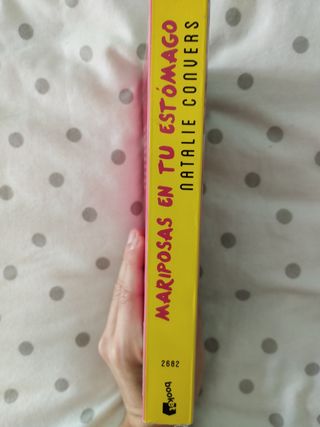 MARIPOSAS EN TU ESTÓMAGO
NATALIE CONVERS
2682
booket